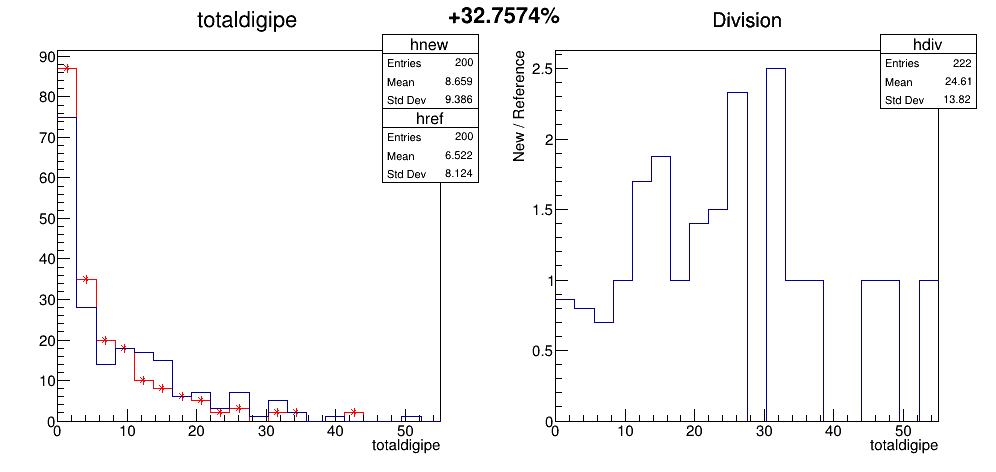 totaldigipe
+32.7574%
Division
hnew
Entries 200
Mean 8.659
Std Dev 9.386
href
Entries 200
Mean 6.522
Std Dev 8.124
90
80
70
60
50
40
30
20
10
0
0 10 20 30 40 50
totaldigipe
hdiv
Entries 222
Mean 24.61
Std Dev 13.82
New / Reference
2.5
2
1.5
1
0.5
0
0 10 20 30 40 50
totaldigipe